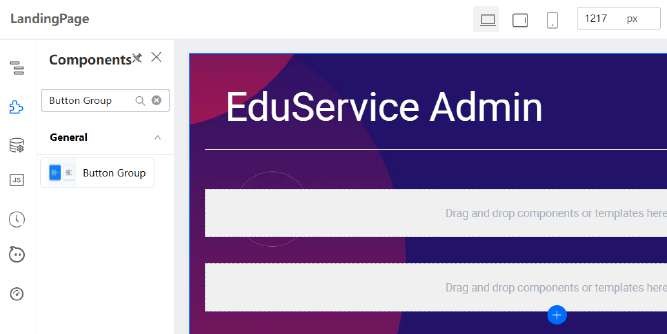 LandingPage
1217 px
Components
Button Group
General
Button Group
JS
EduService Admin
Drag and drop components or templates here
Drag and drop components or templates here